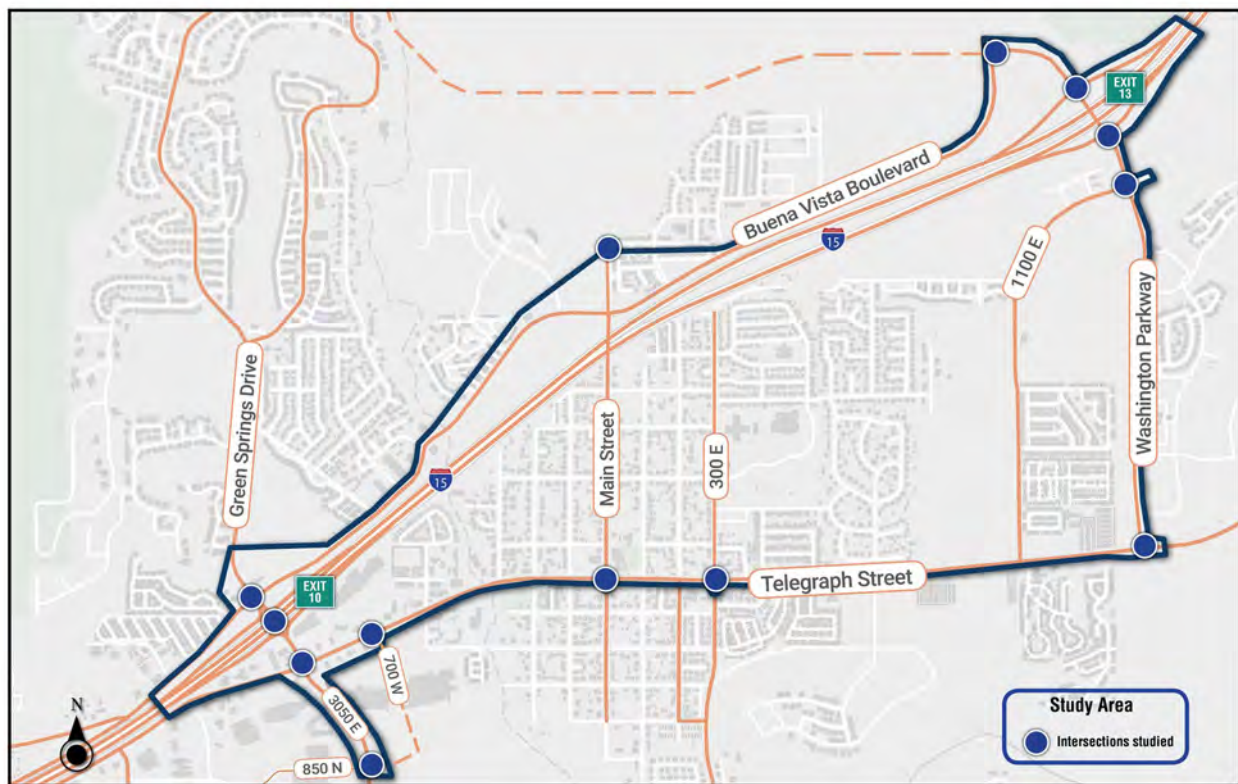 EXIT
13
Buena Vista Boulevard
15
1100 E
Green Springs Drive
Washington Parkway
Main Street
300 E
15
Telegraph Street
EXIT
10
700 W
3050 E
850 N
N
Study Area
Intersections studied